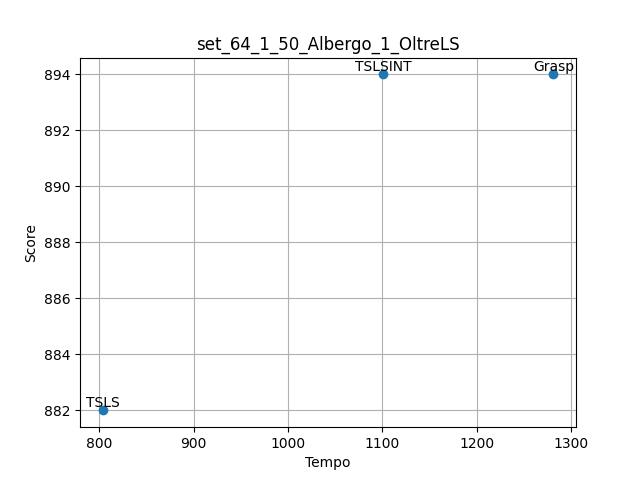 set_64_1_50_Albergo_1_OltreLS
TSLSINT
Grasp
TSLS
Score
894
892
890
888
886
884
882
800 900 1000 1100 1200 1300
Tempo